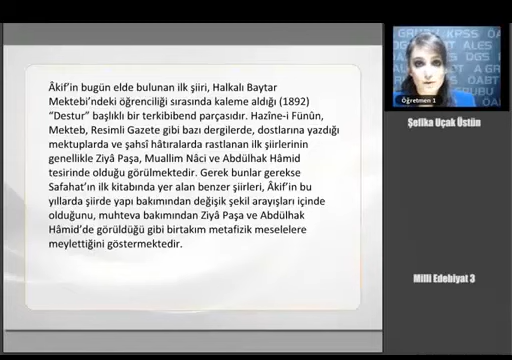 Âkif'in bugün elde bulunan ilk şiiri, Halkalı Baytar
Mektebi'ndeki öğrenciliği sırasında kaleme aldığı (1892)
"Destur" başlıklı bir terkibibend parçasıdır. Hazîne-i Fünûn,
Mekteb, Resimli Gazete gibi bazı dergilerde, dostlarına yazdığı
mektuplarda ve şahsî hâtıralarda rastlanan ilk şiirlerinin
genellikle Ziyâ Paşa, Muallim Nâci ve Abdülhak Hâmid
tesirinde olduğu görülmektedir. Gerek bunlar gerekse
Safahat'ın ilk kitabında yer alan benzer şiirleri, Âkif'in bu
yıllarda şiirde yapı bakımından değişik şekil arayışları içinde
olduğunu, muhteva bakımından Ziyâ Paşa ve Abdülhak
Hâmid'de görüldüğü gibi birtakım metafizik meselelere
meylettiğini göstermektedir.
KPSS
ALES
DGS
Öğretmen 1
Şefika Uçak Üstün
Milli Edebiyat 3